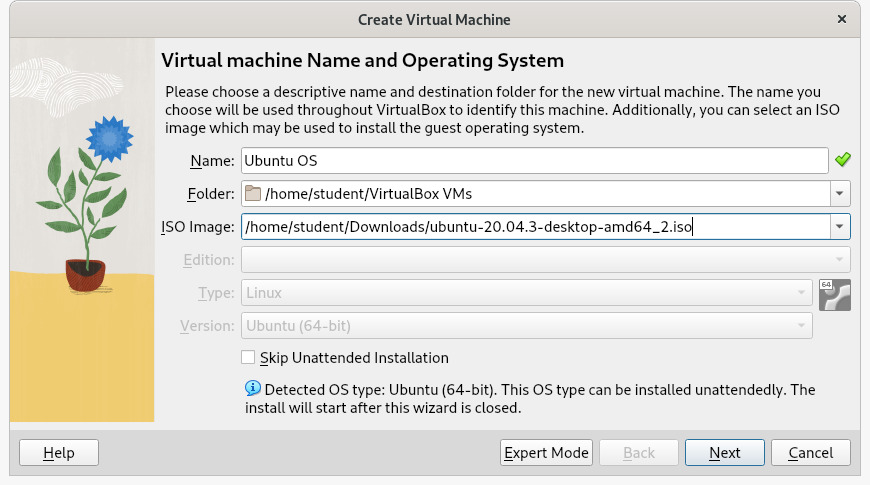 Create Virtual Machine
Virtual machine Name and Operating System
Please choose a descriptive name and destination folder for the new virtual machine. The name you
choose will be used throughout VirtualBox to identify this machine. Additionally, you can select an ISO
image which may be used to install the guest operating system.
Name: Ubuntu OS
Folder: /home/student/VirtualBox VMs
ISO Image: /home/student/Downloads/ubuntu-20.04.3-desktop-amd64_2.iso
Edition:
Type: Linux 64
Version: Ubuntu (64-bit)
Skip Unattended Installation
Detected OS type: Ubuntu (64-bit). This OS type can be installed unattendedly. The
install will start after this wizard is closed.
Help Expert Mode Back Next Cancel